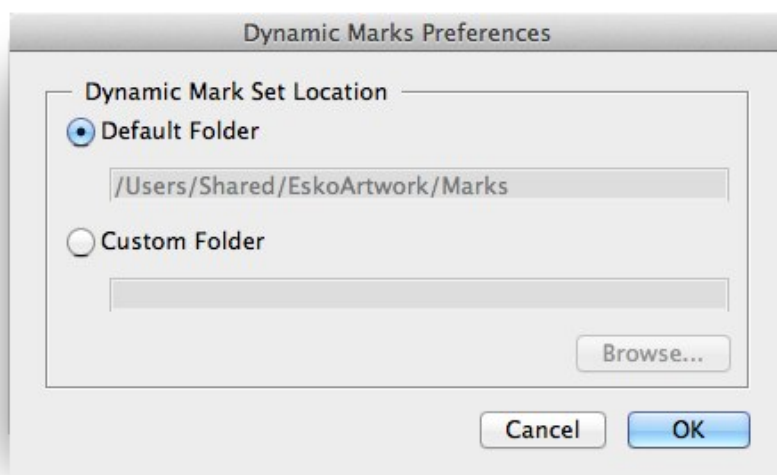 Dynamic Marks Preferences
Dynamic Mark Set Location
Default Folder
/Users/Shared/EskoArtwork/Marks
Custom Folder
Browse...
Cancel OK